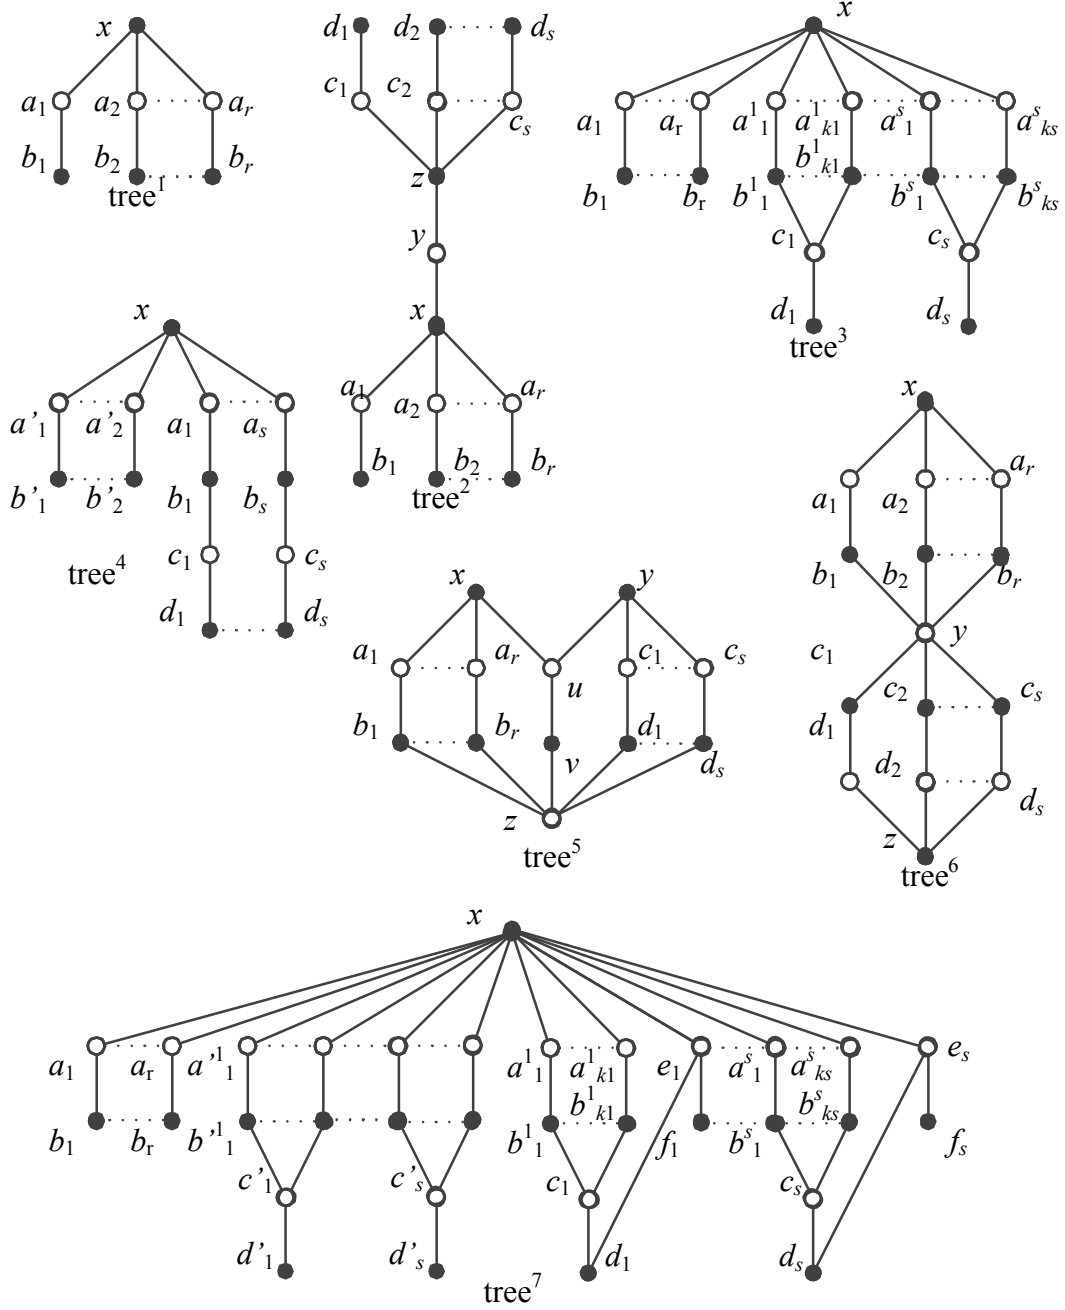 x
a₁ a₂ aᵣ
b₁ b₂ bᵣ
tree¹
d₁ d₂ dₛ
c₁ c₂ cₛ
z
y
x
a₁ a₂ aᵣ
b₁ b₂ bᵣ
tree²
x
a₁ aᵣ a¹₁ a¹ₖ₁ aˢ₁ aˢₖₛ
b₁ bᵣ b¹₁ b¹ₖ₁ bˢ₁ bˢₖₛ
c₁ cₛ
d₁ dₛ
tree³
x
a’₁ a’₂ a₁ aₛ
b’₁ b’₂ b₁ bₛ
c₁ cₛ
d₁ dₛ
tree⁴
x y
a₁ aᵣ u c₁ cₛ
b₁ bᵣ v d₁ dₛ
z
tree⁵
x
a₁ a₂ aᵣ
b₁ b₂ bᵣ
y
c₁ c₂ cₛ
d₁ d₂ dₛ
z
tree⁶
x
a₁ aᵣ a’¹₁ a¹₁ a¹ₖ₁ e₁ aˢ₁ aˢₖₛ eₛ
b₁ bᵣ b’¹₁ b¹₁ b¹ₖ₁ f₁ bˢ₁ bˢₖₛ fₛ
c’₁ c’ₛ c₁ cₛ
d’₁ d’ₛ d₁ dₛ
tree⁷